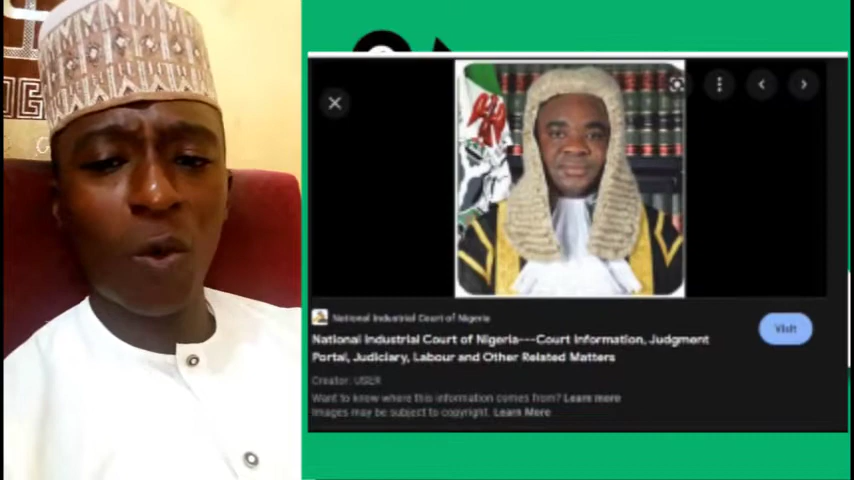 National Industrial Court of Nigeria
National Industrial Court of Nigeria---Court Information, Judgment
Portal, Judiciary, Labour and Other Related Matters
Visit
Creator: USER
Want to know where this information comes from? Learn more
Images may be subject to copyright. Learn More